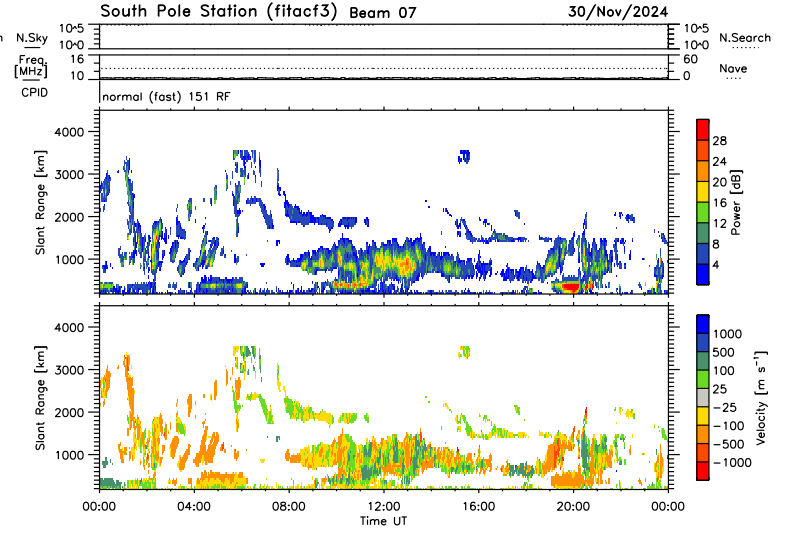 South Pole Station (fitacf3) Beam 07 30/Nov/2024
N.Sky 10^5 10^0 10^5 10^0 N.Search
Freq. [MHz] 16 10 60 0 Nave
CPID normal (fast) 151 RF
Slant Range [km] 4000 3000 2000 1000
Power [dB] 28 24 20 16 12 8 4
Slant Range [km] 4000 3000 2000 1000
Velocity [m s⁻¹] 1000 500 100 25 −25 −100 −500 −1000
00:00 04:00 08:00 12:00 16:00 20:00 00:00
Time UT